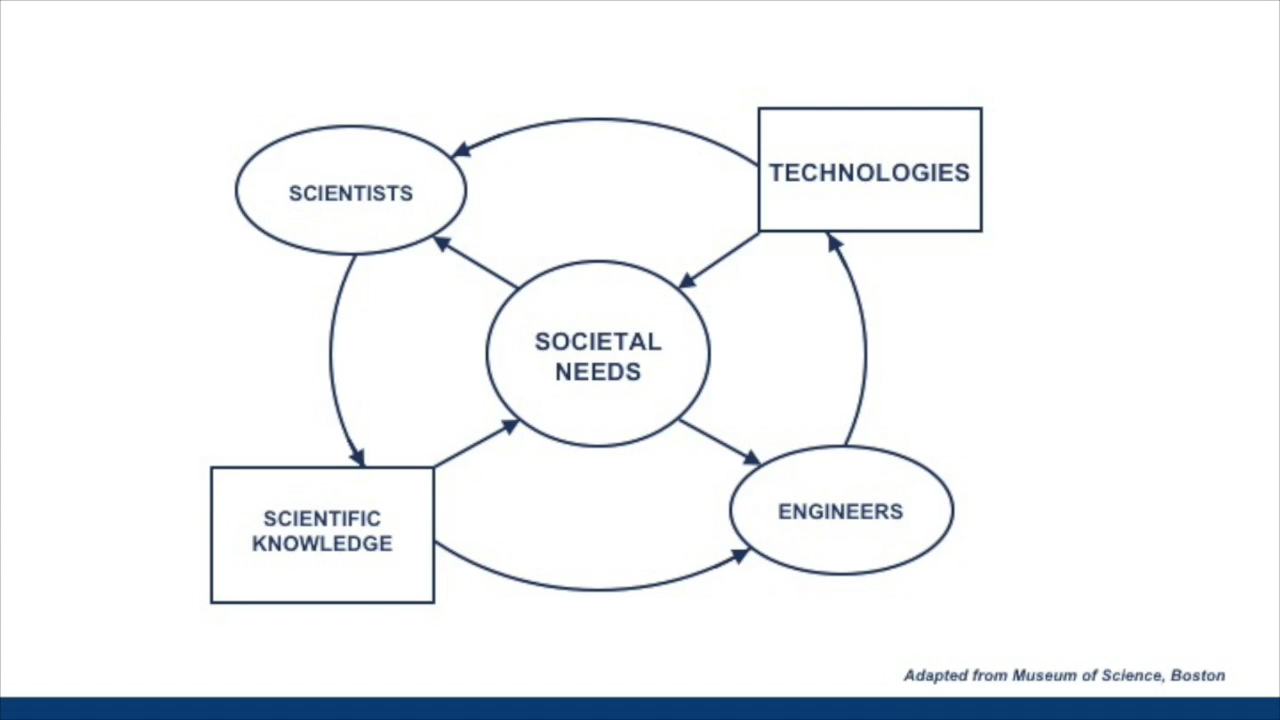 TECHNOLOGIES
SCIENTISTS
SOCIETAL
NEEDS
SCIENTIFIC
KNOWLEDGE
ENGINEERS
Adapted from Museum of Science, Boston